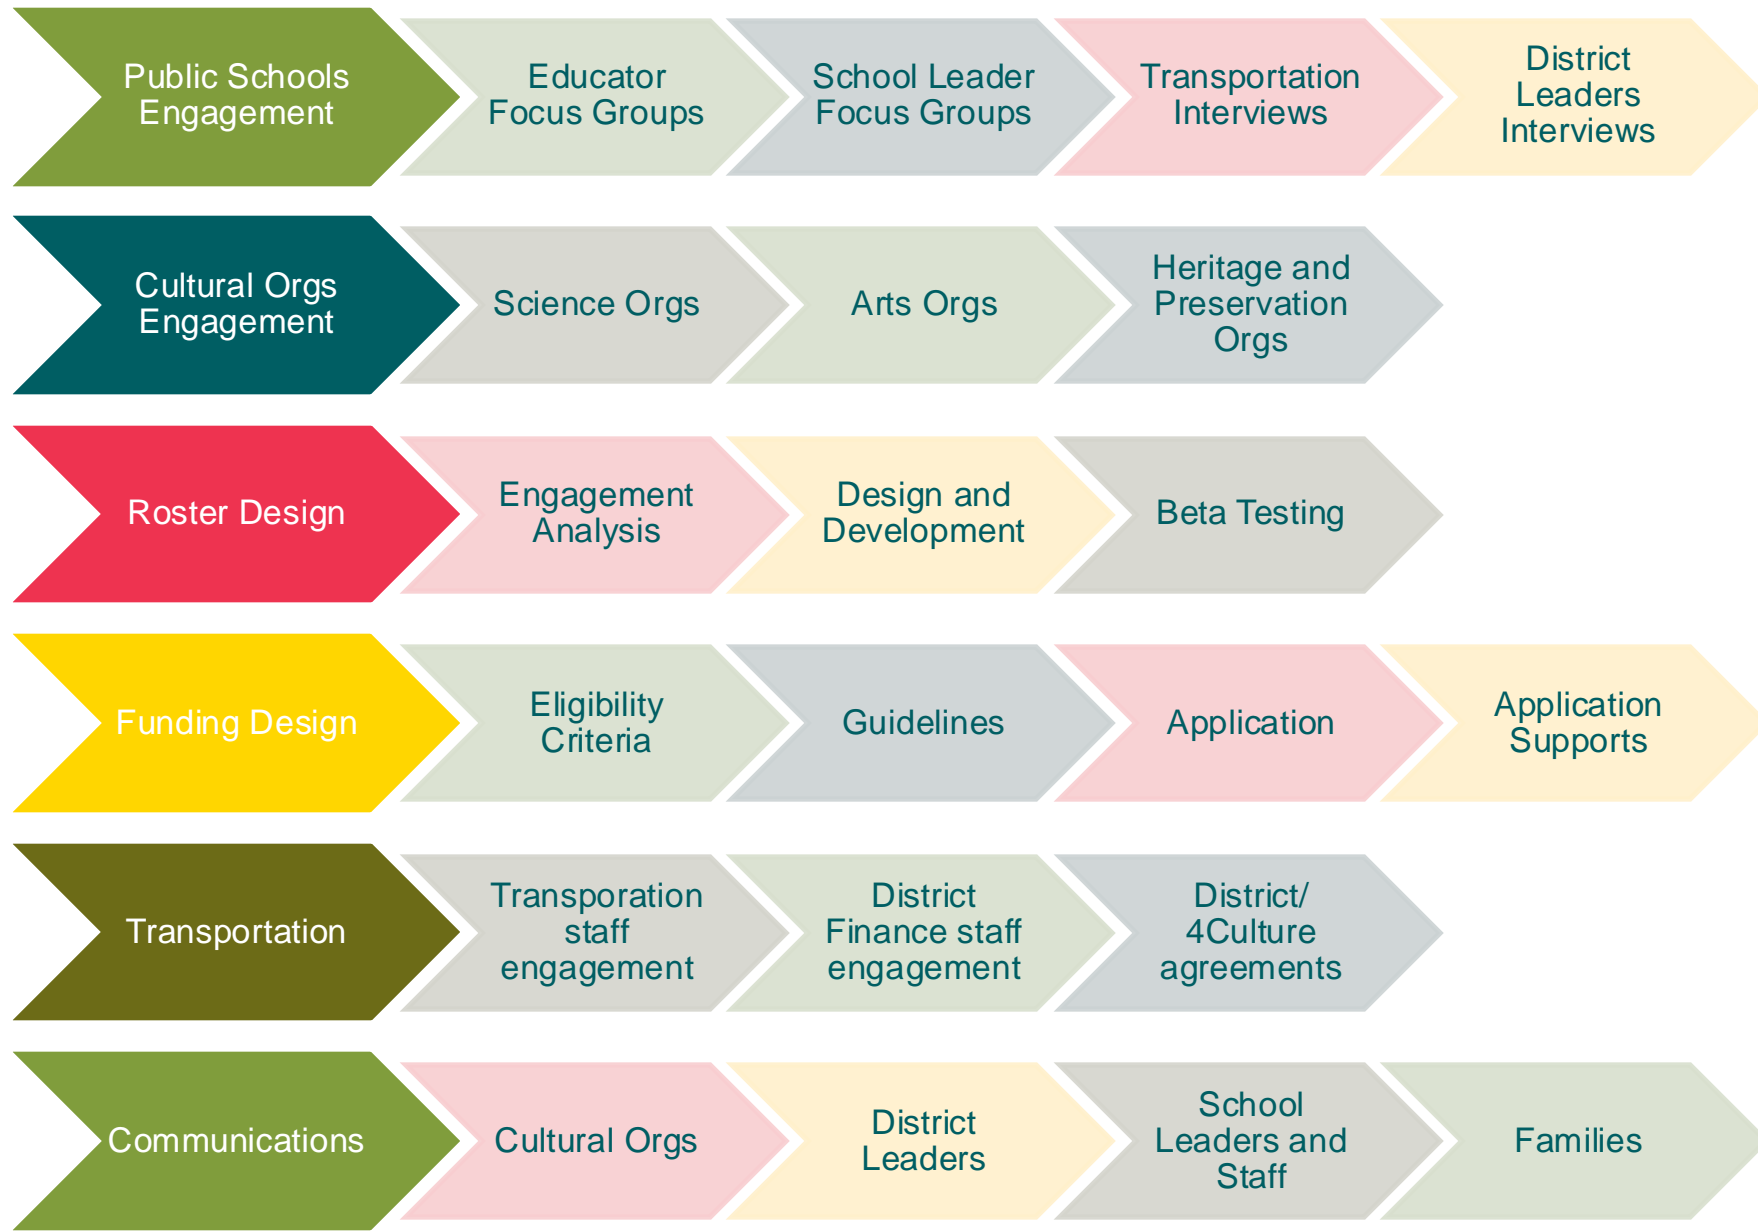 Public Schools
Engagement
Educator
Focus Groups
School Leader
Focus Groups
Transportation
Interviews
District
Leaders
Interviews
Cultural Orgs
Engagement
Science Orgs
Arts Orgs
Heritage and
Preservation
Orgs
Roster Design
Engagement
Analysis
Design and
Development
Beta Testing
Funding Design
Eligibility
Criteria
Guidelines
Application
Application
Supports
Transportation
Transporation
staff
engagement
District
Finance staff
engagement
District/
4Culture
agreements
Communications
Cultural Orgs
District
Leaders
School
Leaders and
Staff
Families